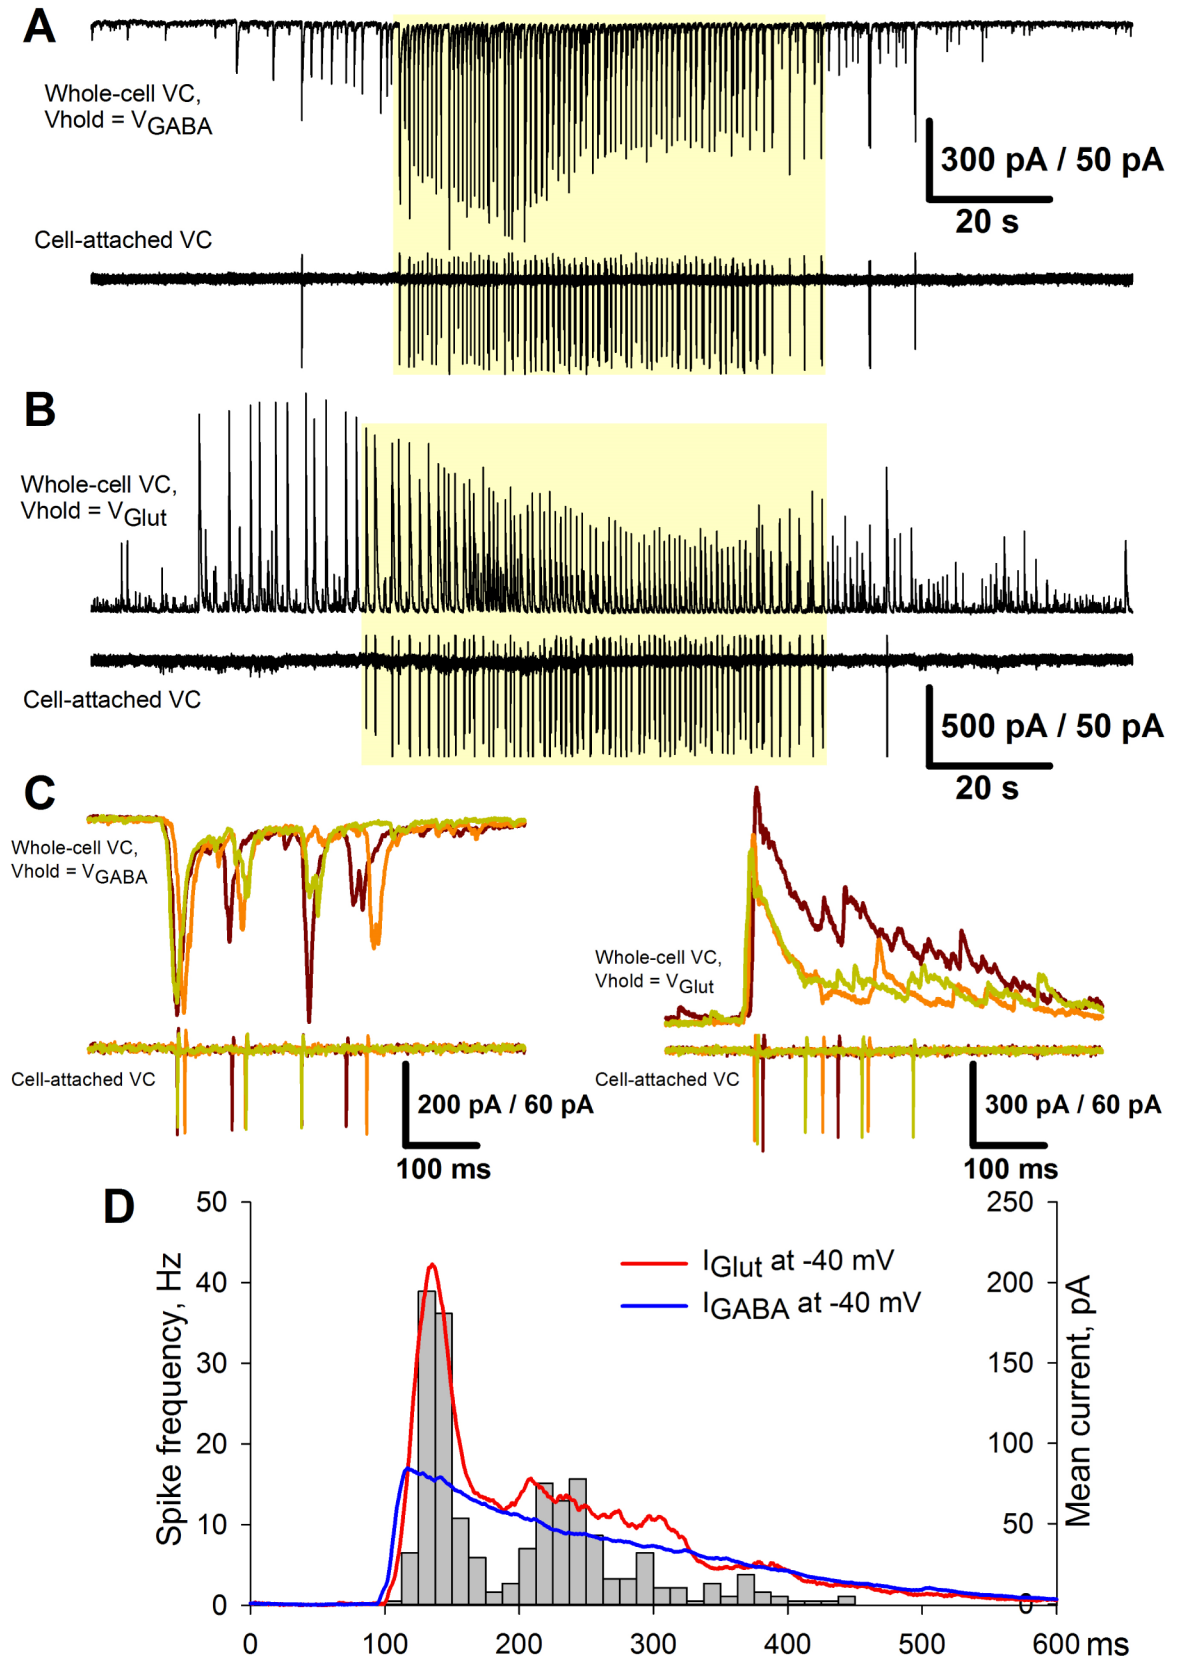 A
Whole-cell VC,
Vhold = VGABA
300 pA / 50 pA
20 s
Cell-attached VC
B
Whole-cell VC,
Vhold = VGlut
Cell-attached VC
500 pA / 50 pA
20 s
C
Whole-cell VC,
Vhold = VGABA
Whole-cell VC,
Vhold = VGlut
Cell-attached VC
200 pA / 60 pA
100 ms
Cell-attached VC
300 pA / 60 pA
100 ms
D
50
40
30
20
10
0
Spike frequency, Hz
IGlut at -40 mV
IGABA at -40 mV
250
200
150
100
50
0
Mean current, pA
0 100 200 300 400 500 600 ms